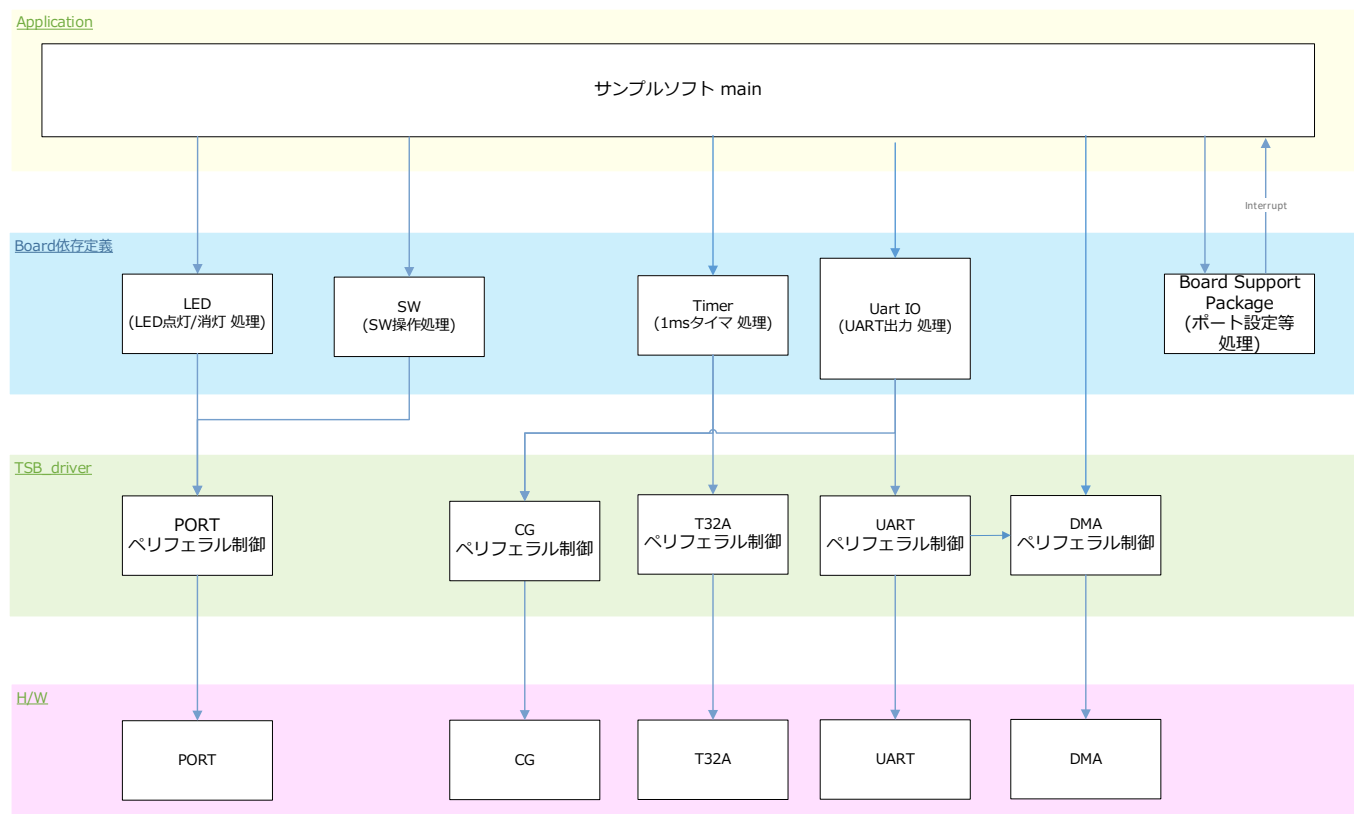 Application
サンプルソフト main
Interrupt
Board依存定義
LED
(LED点灯/消灯 処理)
SW
(SW操作処理)
Timer
(1msタイマ 処理)
Uart IO
(UART出力 処理)
Board Support
Package
(ポート設定等
処理)
TSB_driver
PORT
ペリフェラル制御
CG
ペリフェラル制御
T32A
ペリフェラル制御
UART
ペリフェラル制御
DMA
ペリフェラル制御
H/W
PORT
CG
T32A
UART
DMA